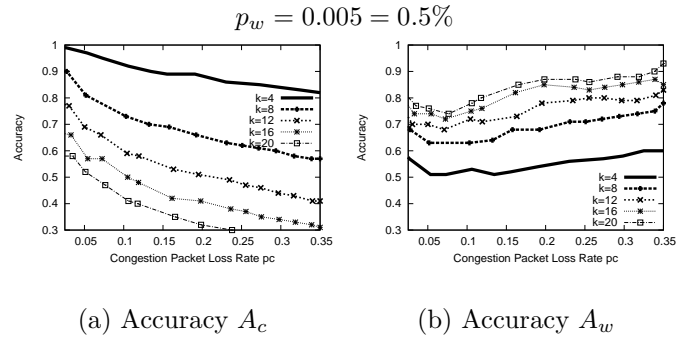 p_w = 0.005 = 0.5%
1
0.9
0.8
0.7
0.6
0.5
0.4
0.3
Accuracy
k=4
k=8
k=12
k=16
k=20
0.05 0.1 0.15 0.2 0.25 0.3 0.35
Congestion Packet Loss Rate pc
1
0.9
0.8
0.7
0.6
0.5
0.4
0.3
Accuracy
k=4
k=8
k=12
k=16
k=20
0.05 0.1 0.15 0.2 0.25 0.3 0.35
Congestion Packet Loss Rate pc
(a) Accuracy A_c
(b) Accuracy A_w